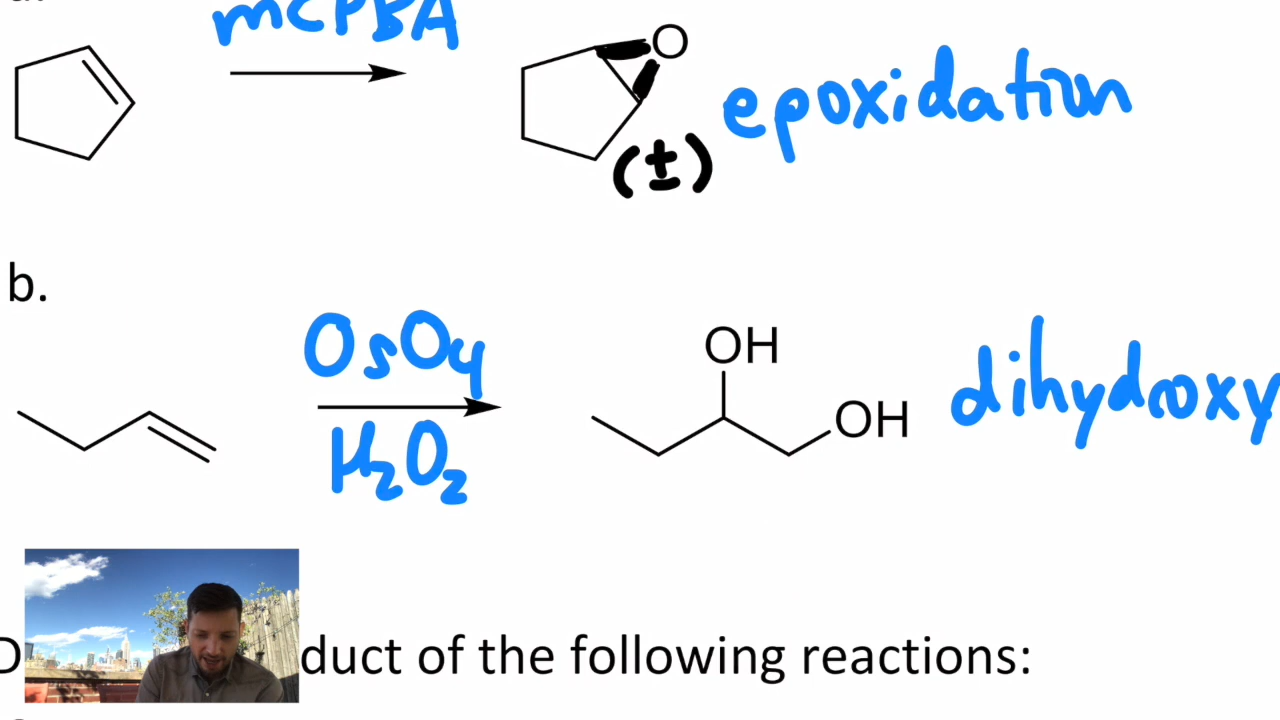 mCPBA
O
epoxidation
(±)
b.
OsO4
H2O2
OH
OH
dihydroxy
duct of the following reactions: